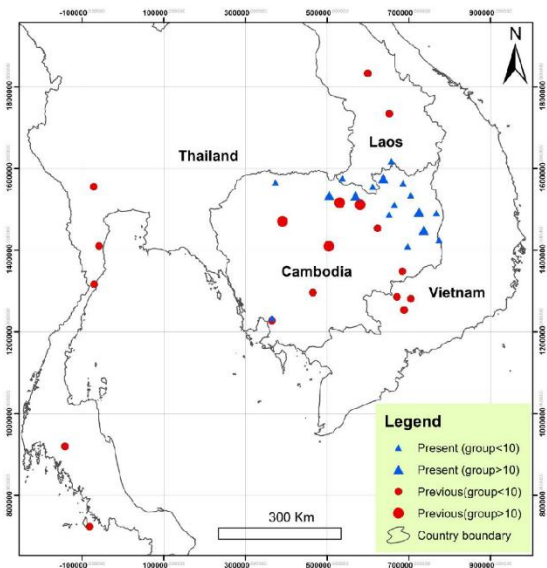 -100000 100000 300000 500000 700000 900000
N
1800000
Laos
Thailand
1600000
1400000
Cambodia
Vietnam
1200000
1000000
800000
Legend
Present (group<10)
Present (group>10)
Previous(group<10)
Previous(group>10)
Country boundary
300 Km
-100000 100000 300000 500000 700000 900000